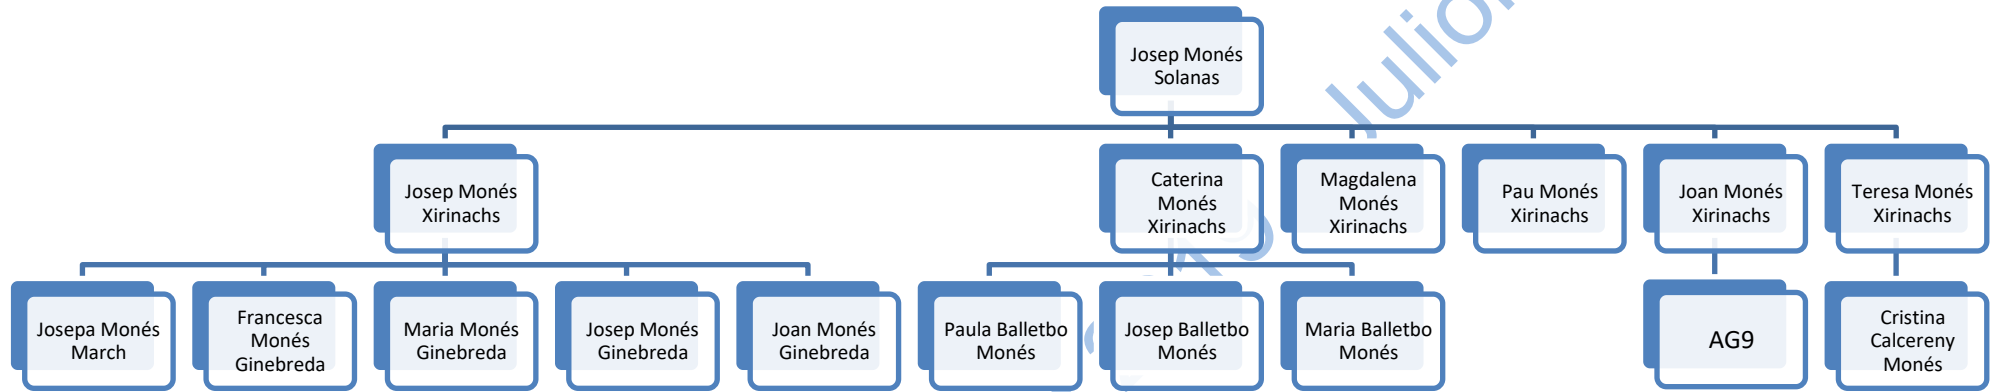 Josep Monés
Solanas
Josep Monés
Xirinachs
Caterina
Monés
Xirinachs
Magdalena
Monés
Xirinachs
Pau Monés
Xirinachs
Joan Monés
Xirinachs
Teresa Monés
Xirinachs
Josepa Monés
March
Francesca
Monés
Ginebreda
Maria Monés
Ginebreda
Josep Monés
Ginebreda
Joan Monés
Ginebreda
Paula Balletbo
Monés
Josep Balletbo
Monés
Maria Balletbo
Monés
AG9
Cristina
Calcereny
Monés